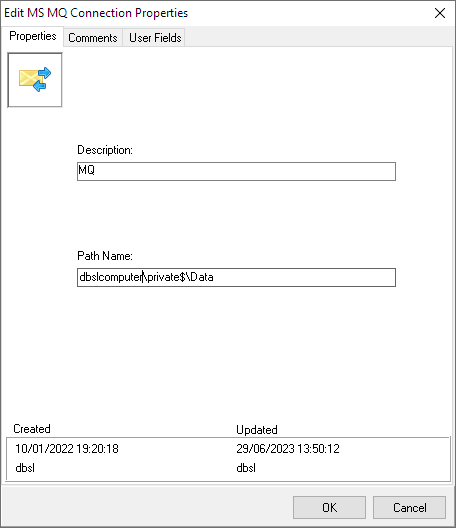 Edit MS MQ Connection Properties
Properties Comments User Fields
Description:
MQ
Path Name:
dbslcomputer\private$\Data
Created Updated
10/01/2022 19:20:18 29/06/2023 13:50:12
dbsl dbsl
OK Cancel